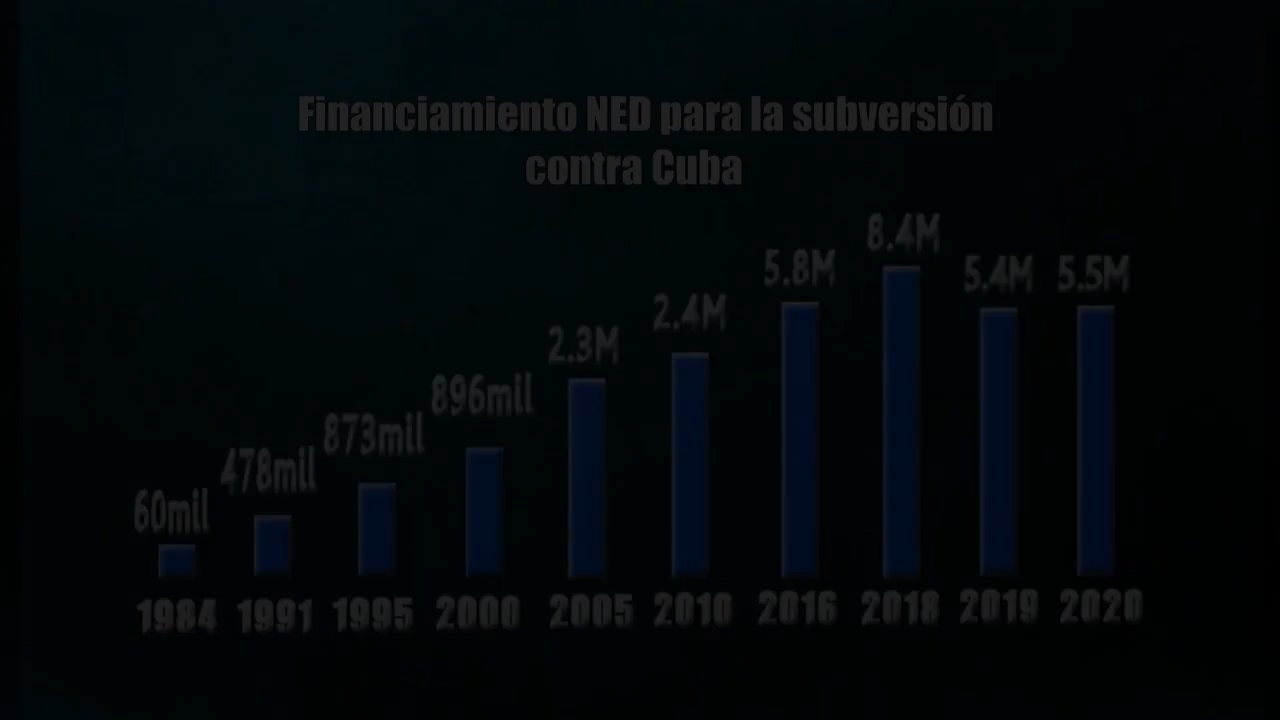 Financiamiento NED para la subversión
contra Cuba
8.4M
5.8M
5.4M 5.5M
2.4M
2.3M
896mil
873mil
478mil
60mil
1984 1991 1995 2000 2005 2010 2016 2018 2019 2020